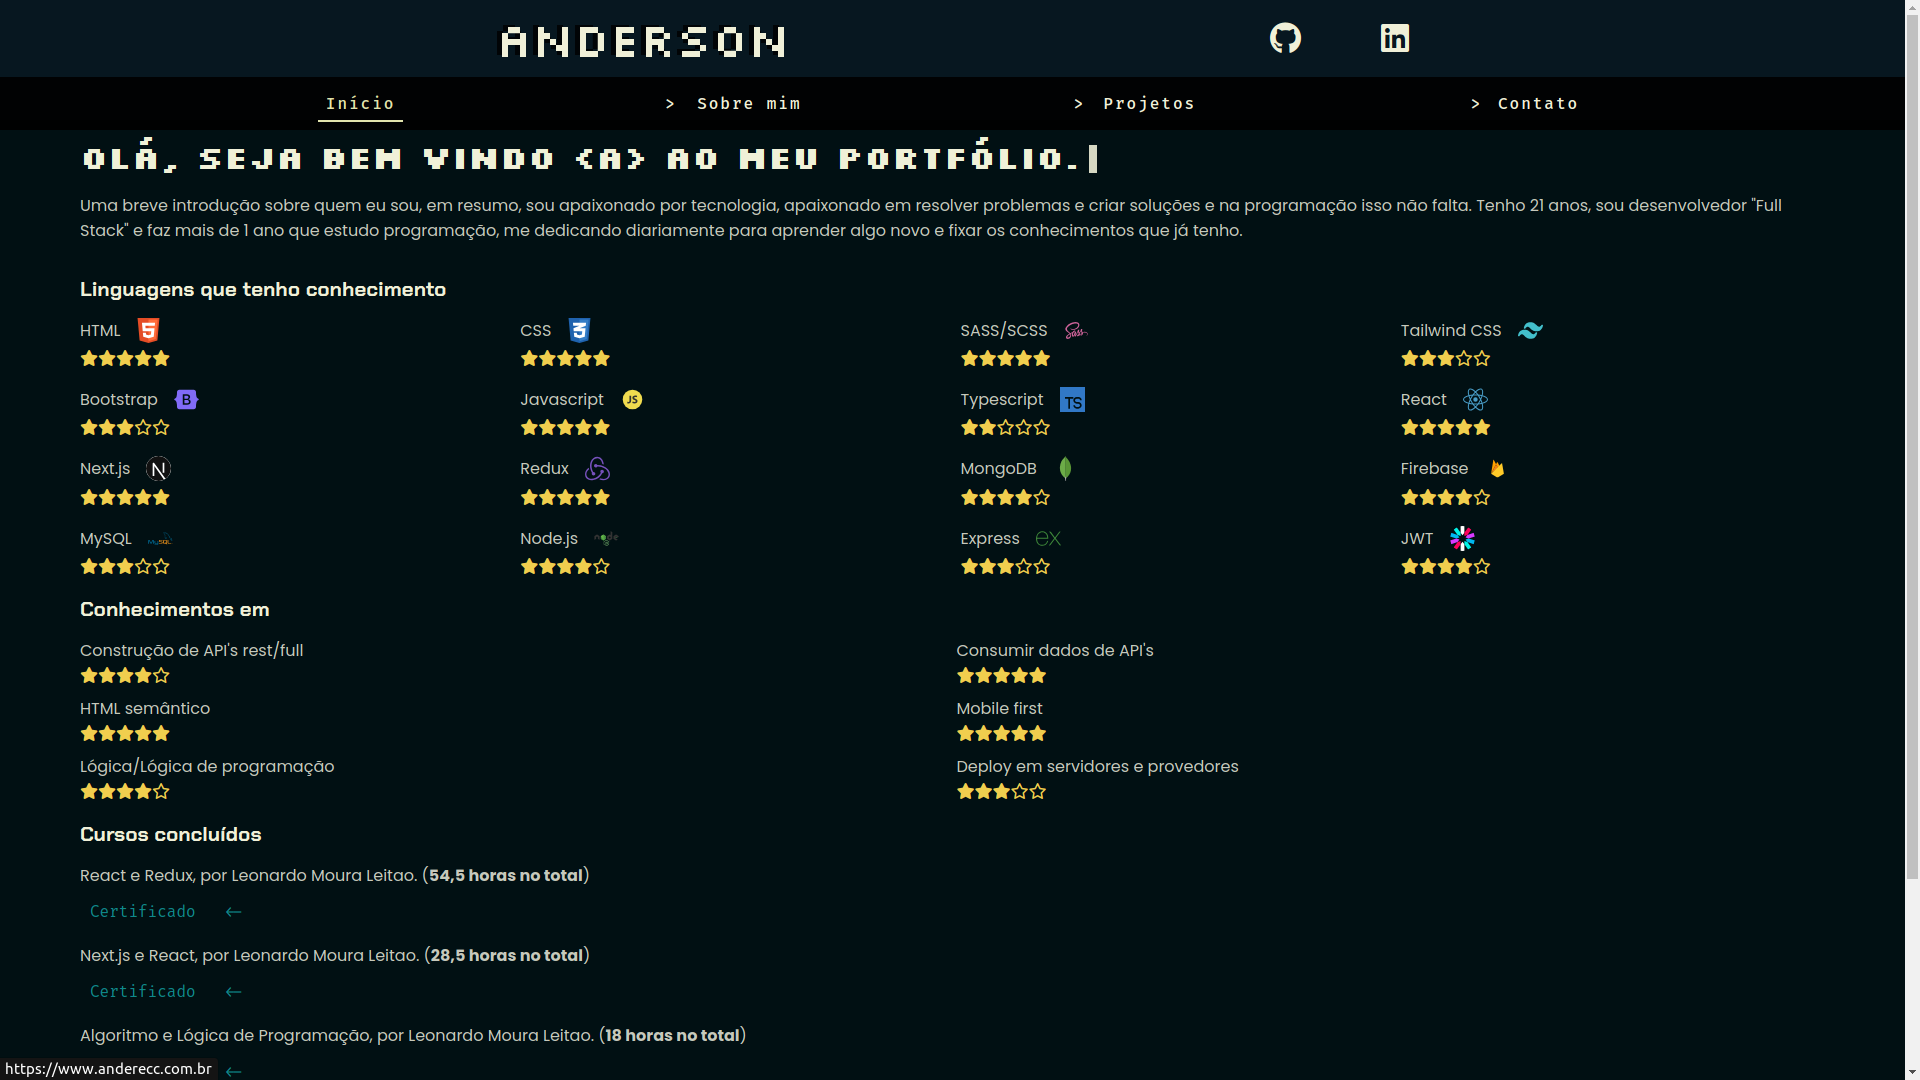 ANDERSON
Início
> Sobre mim
> Projetos
> Contato
OLÁ, SEJA BEM VINDO <A> AO MEU PORTFÓLIO.
Uma breve introdução sobre quem eu sou, em resumo, sou apaixonado por tecnologia, apaixonado em resolver problemas e criar soluções e na programação isso não falta. Tenho 21 anos, sou desenvolvedor "Full
Stack" e faz mais de 1 ano que estudo programação, me dedicando diariamente para aprender algo novo e fixar os conhecimentos que já tenho.
Linguagens que tenho conhecimento
HTML
CSS
SASS/SCSS
Tailwind CSS
Bootstrap
Javascript
Typescript
React
Next.js
Redux
MongoDB
Firebase
MySQL
Node.js
Express
JWT
Conhecimentos em
Construção de API's rest/full
Consumir dados de API's
HTML semântico
Mobile first
Lógica/Lógica de programação
Deploy em servidores e provedores
Cursos concluídos
React e Redux, por Leonardo Moura Leitao. (54,5 horas no total)
Certificado ←
Next.js e React, por Leonardo Moura Leitao. (28,5 horas no total)
Certificado ←
Algoritmo e Lógica de Programação, por Leonardo Moura Leitao. (18 horas no total)
←
https://www.anderecc.com.br